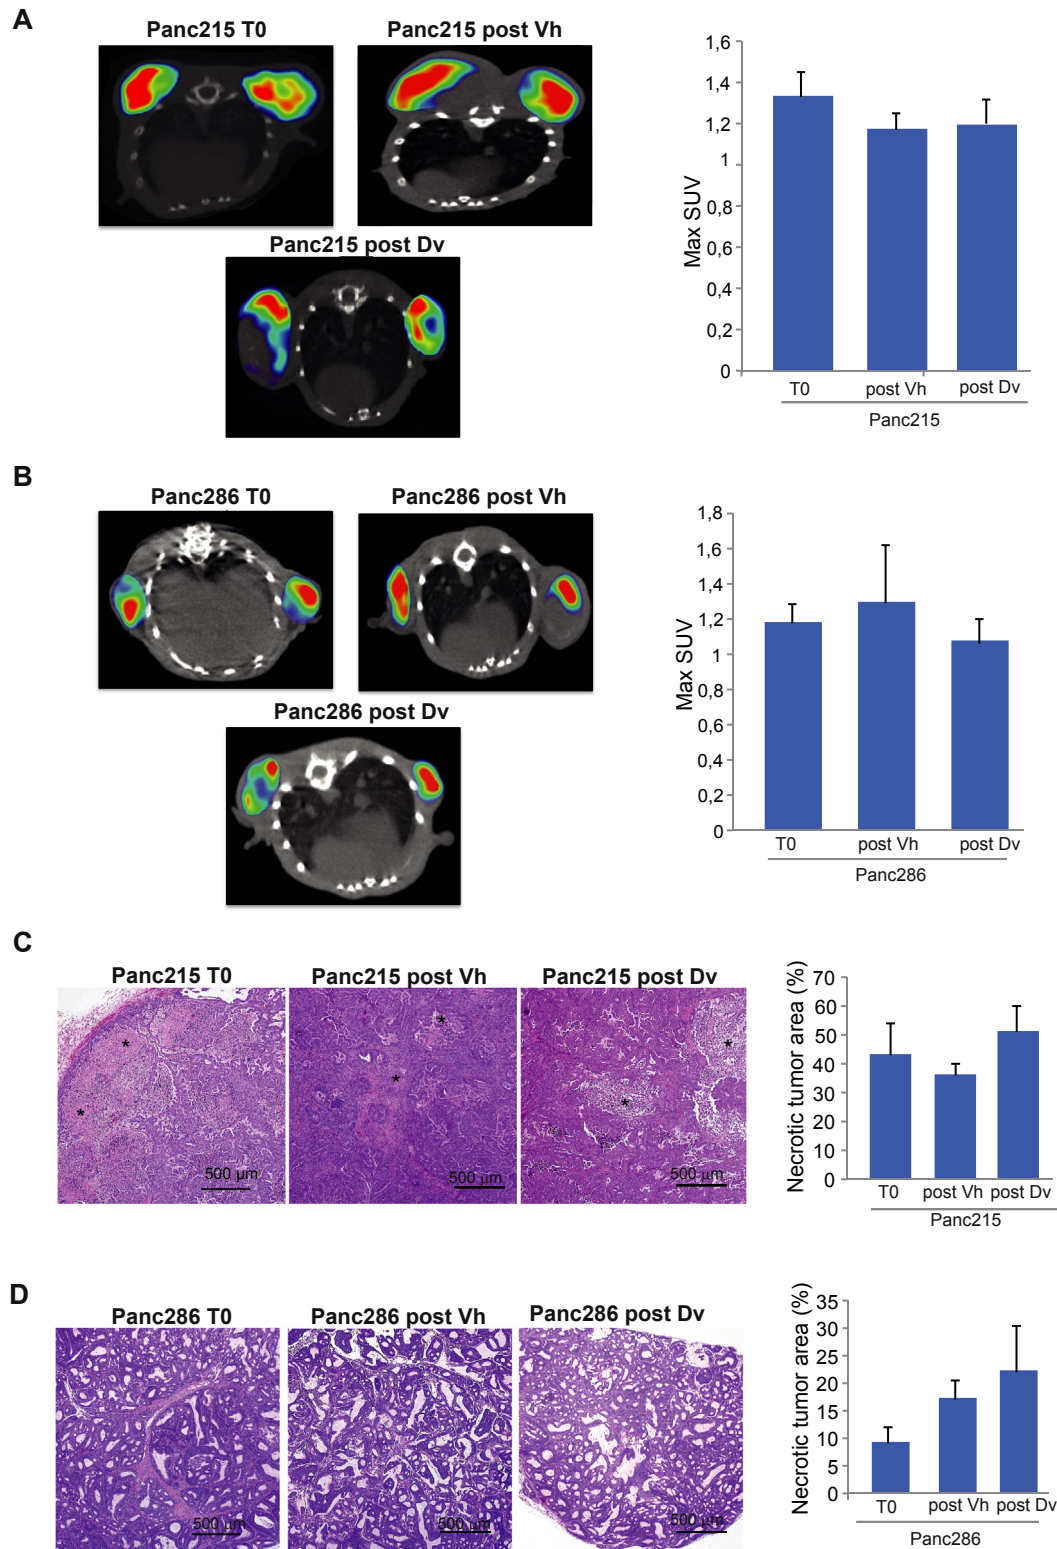 A
Panc215 T0
Panc215 post Vh
Panc215 post Dv
Max SUV
1,6
1,4
1,2
1
0,8
0,6
0,4
0,2
0
T0 post Vh post Dv
Panc215
B
Panc286 T0
Panc286 post Vh
Panc286 post Dv
Max SUV
1,8
1,6
1,4
1,2
1
0,8
0,6
0,4
0,2
0
T0 post Vh post Dv
Panc286
C
Panc215 T0
Panc215 post Vh
Panc215 post Dv
* *
500 µm
* *
500 µm
* *
500 µm
Necrotic tumor area (%)
70
60
50
40
30
20
10
0
T0 post Vh post Dv
Panc215
D
Panc286 T0
Panc286 post Vh
Panc286 post Dv
500 µm
500 µm
500 µm
Necrotic tumor area (%)
35
30
25
20
15
10
5
0
T0 post Vh post Dv
Panc286